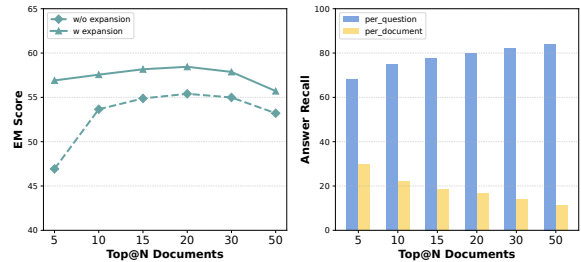 w/o expansion
w expansion
65
60
55
50
45
40
5 10 15 20 30 50
EM Score
Top@N Documents
per_question
per_document
100
80
60
40
20
0
5 10 15 20 30 50
Answer Recall
Top@N Documents